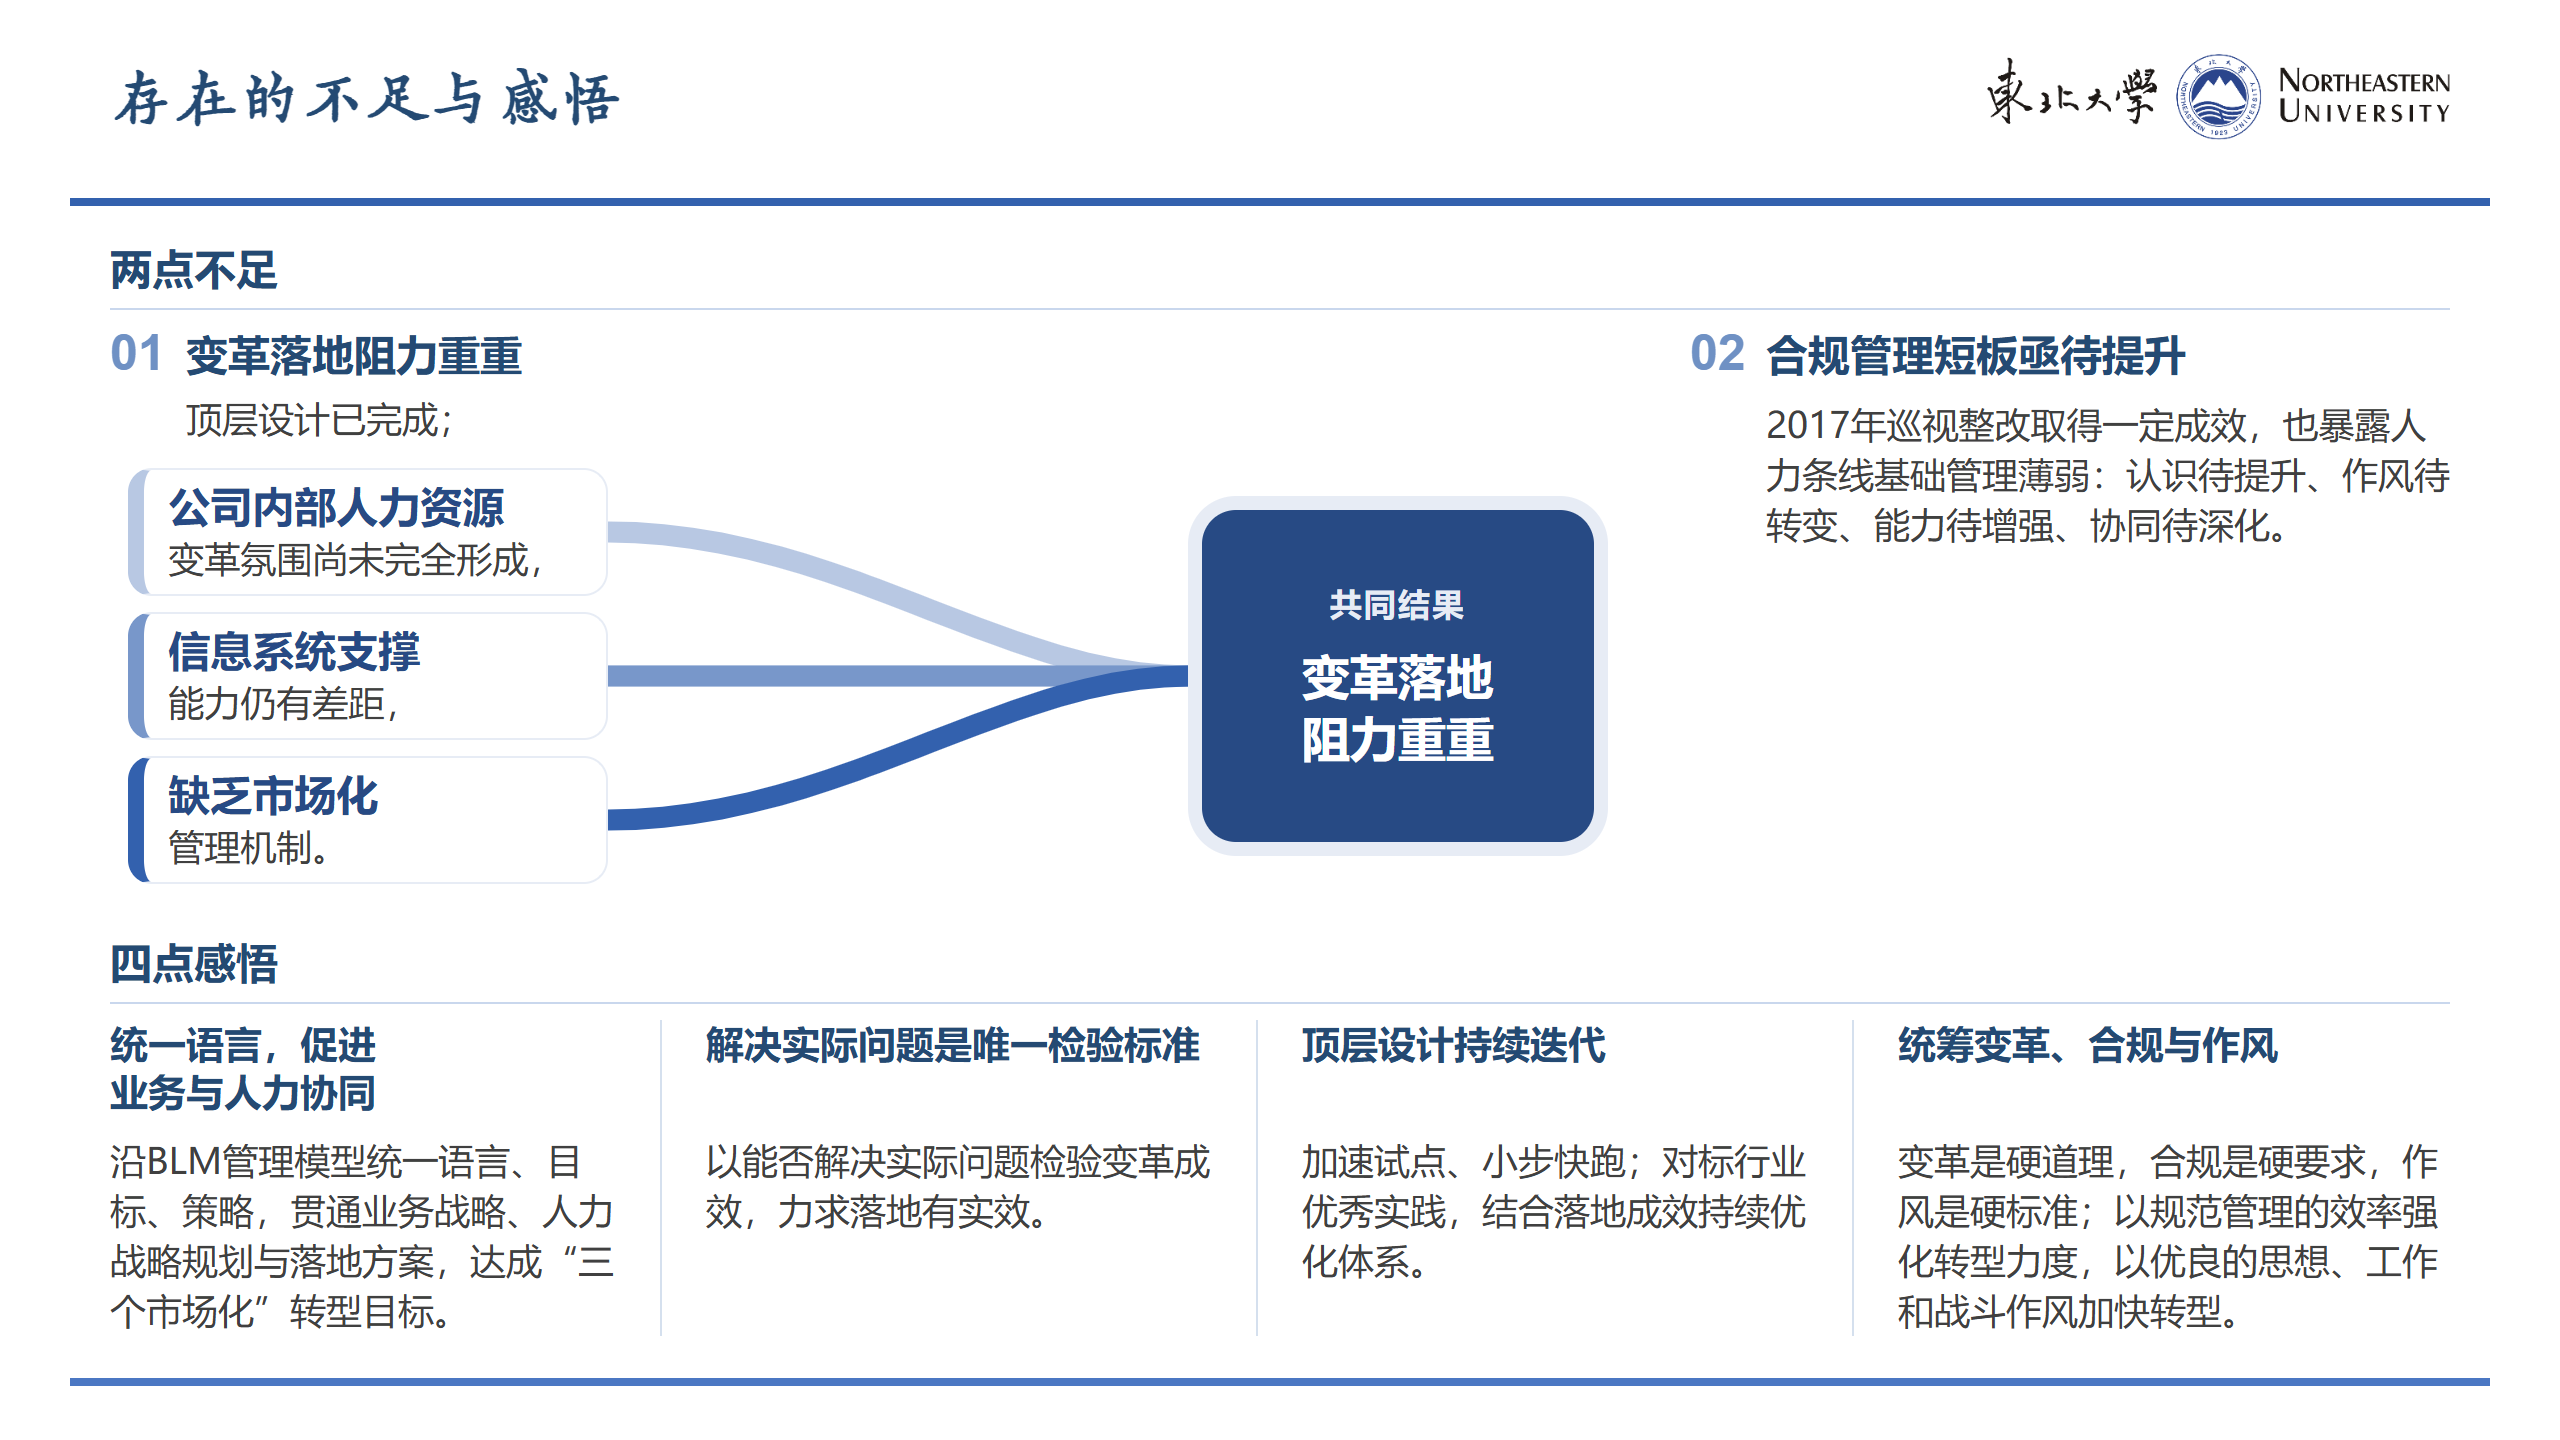 存在的不足与感悟
東北大學
NORTHEASTERN
UNIVERSITY
两点不足
01 变革落地阻力重重
顶层设计已完成；
公司内部人力资源
变革氛围尚未完全形成，
信息系统支撑
能力仍有差距，
缺乏市场化
管理机制。
共同结果
变革落地
阻力重重
02 合规管理短板亟待提升
2017年巡视整改取得一定成效，也暴露人
力条线基础管理薄弱：认识待提升、作风待
转变、能力待增强、协同待深化。
四点感悟
统一语言，促进
业务与人力协同
沿BLM管理模型统一语言、目
标、策略，贯通业务战略、人力
战略规划与落地方案，达成“三
个市场化”转型目标。
解决实际问题是唯一检验标准
以能否解决实际问题检验变革成
效，力求落地有实效。
顶层设计持续迭代
加速试点、小步快跑；对标行业
优秀实践，结合落地成效持续优
化体系。
统筹变革、合规与作风
变革是硬道理，合规是硬要求，作
风是硬标准；以规范管理的效率强
化转型力度，以优良的思想、工作
和战斗作风加快转型。